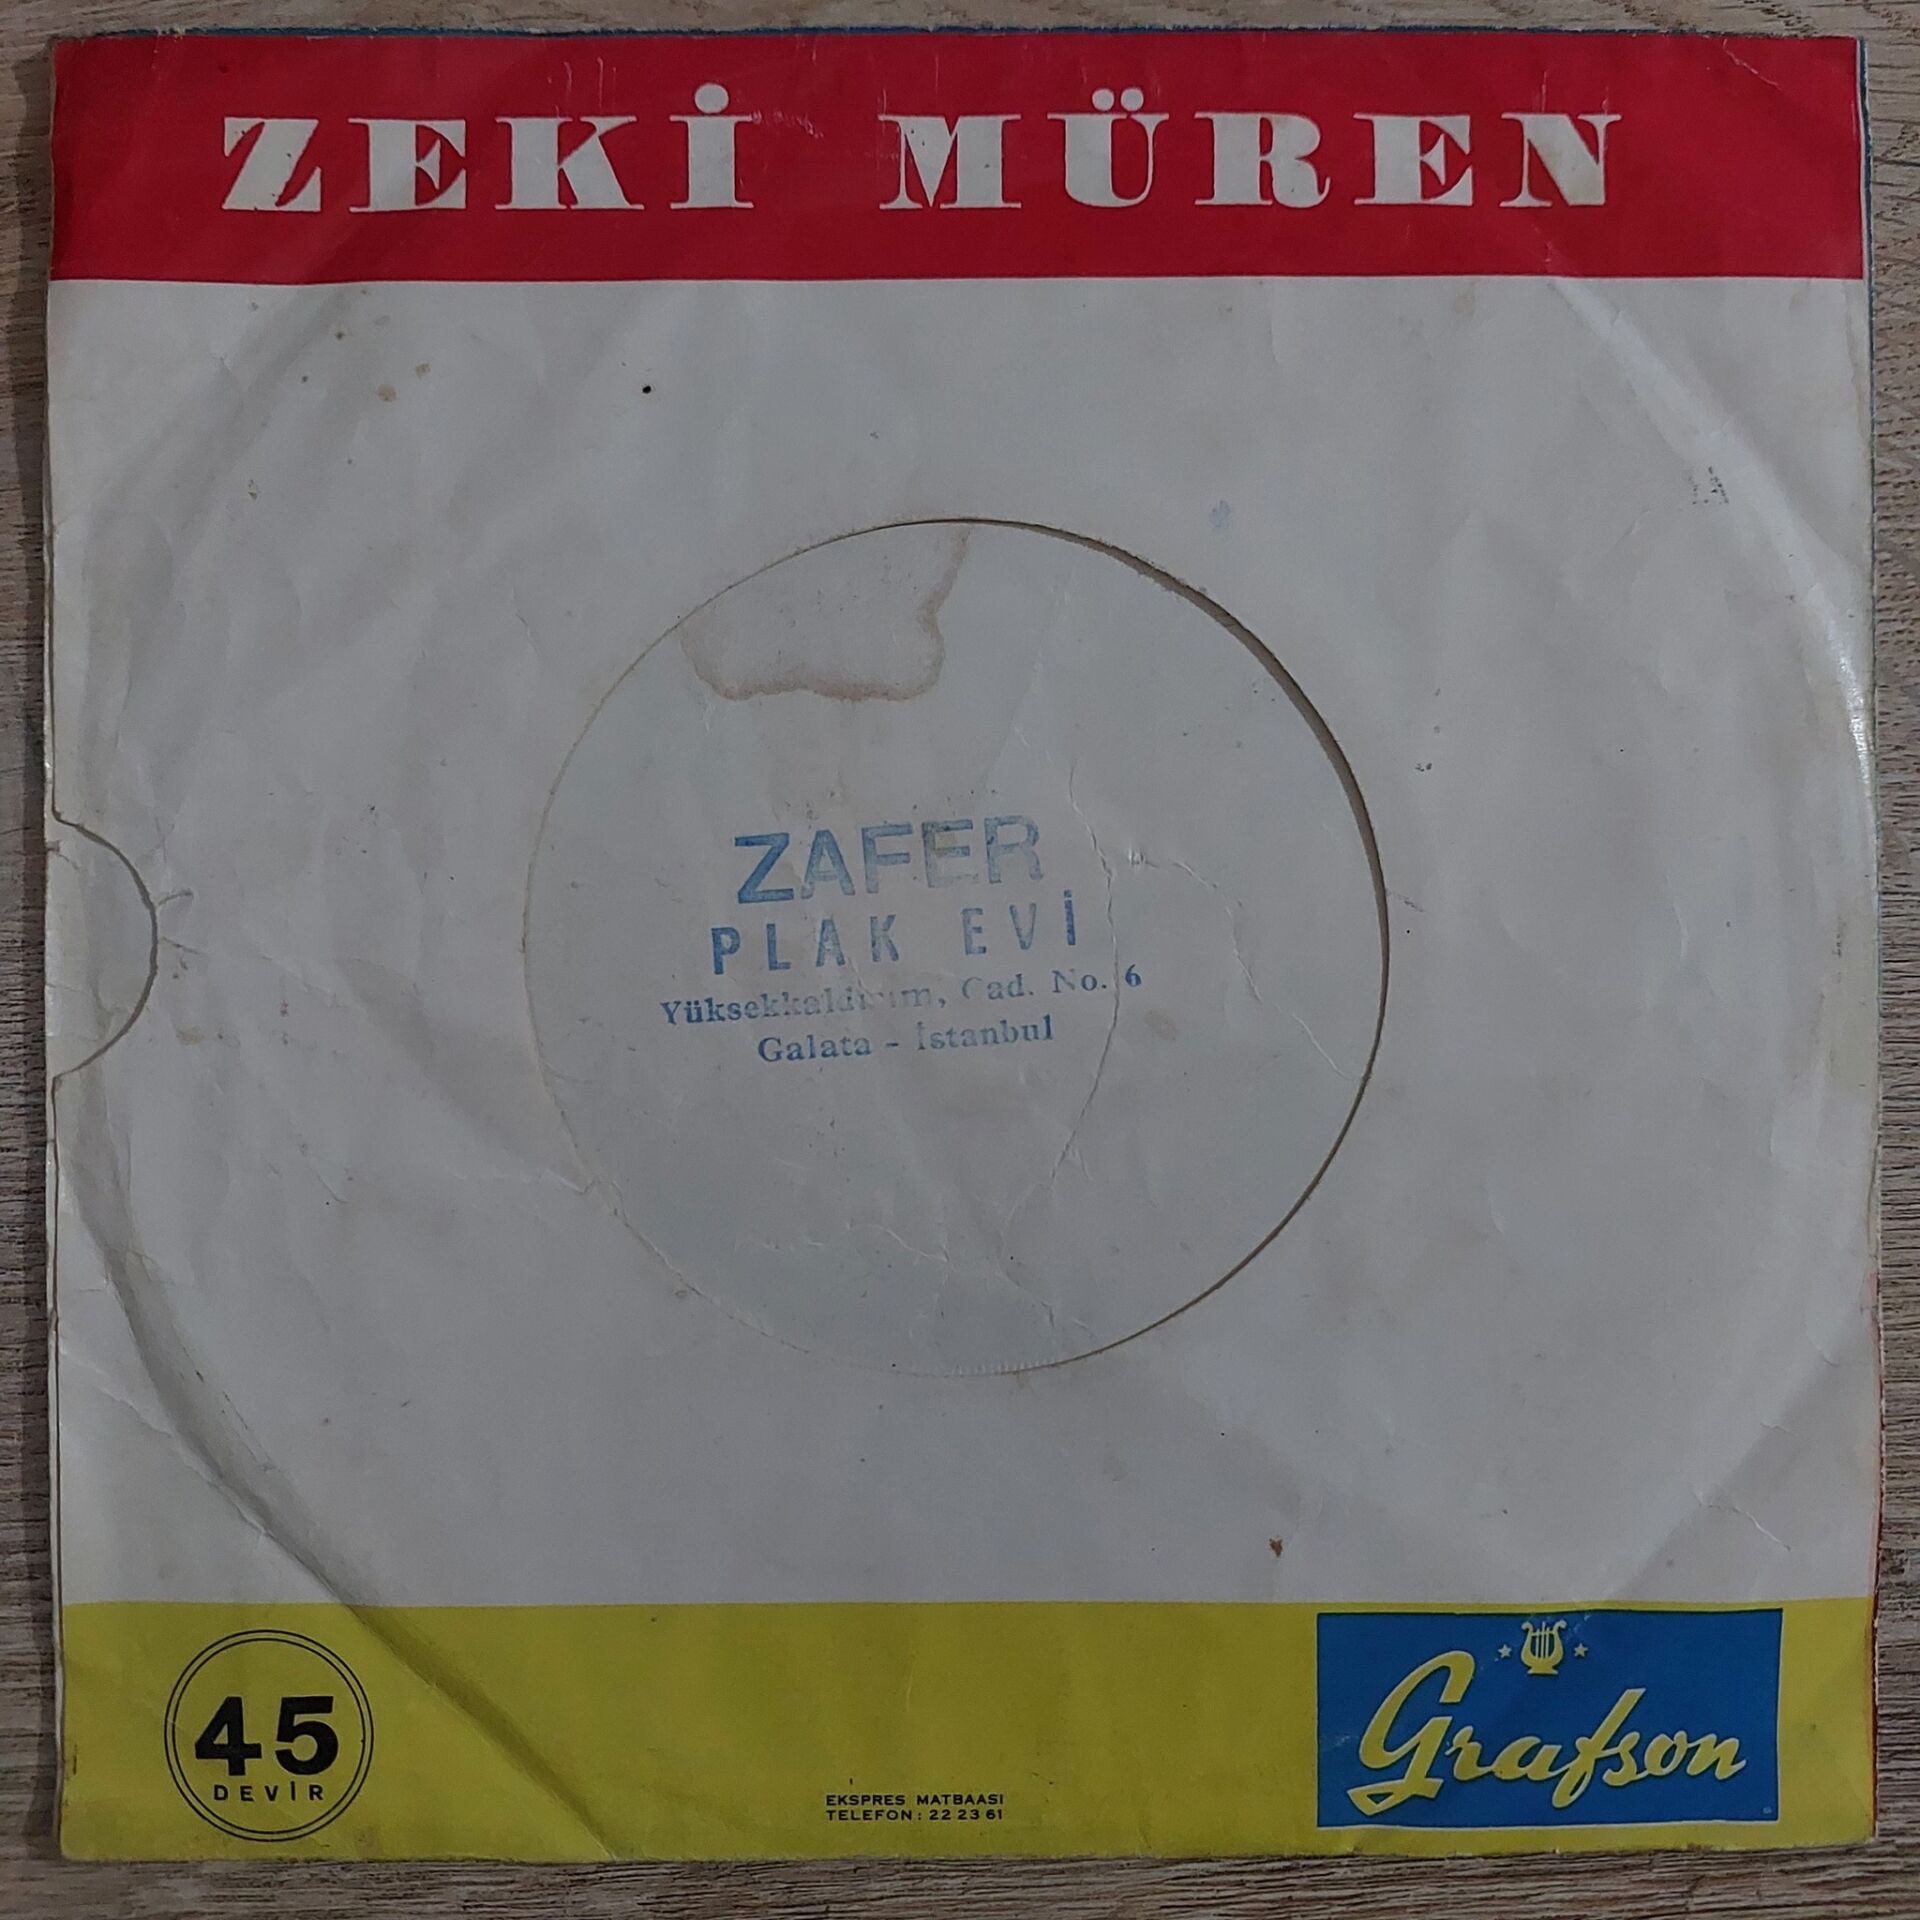 ZEKİ MÜREN
ZAFER
PLAK EVİ
Yüksekkaldırım, Cad. No. 6
Galata - İstanbul
45
DEVİR
EKSPRES MATBAASI
TELEFON: 22 23 61
Grafson